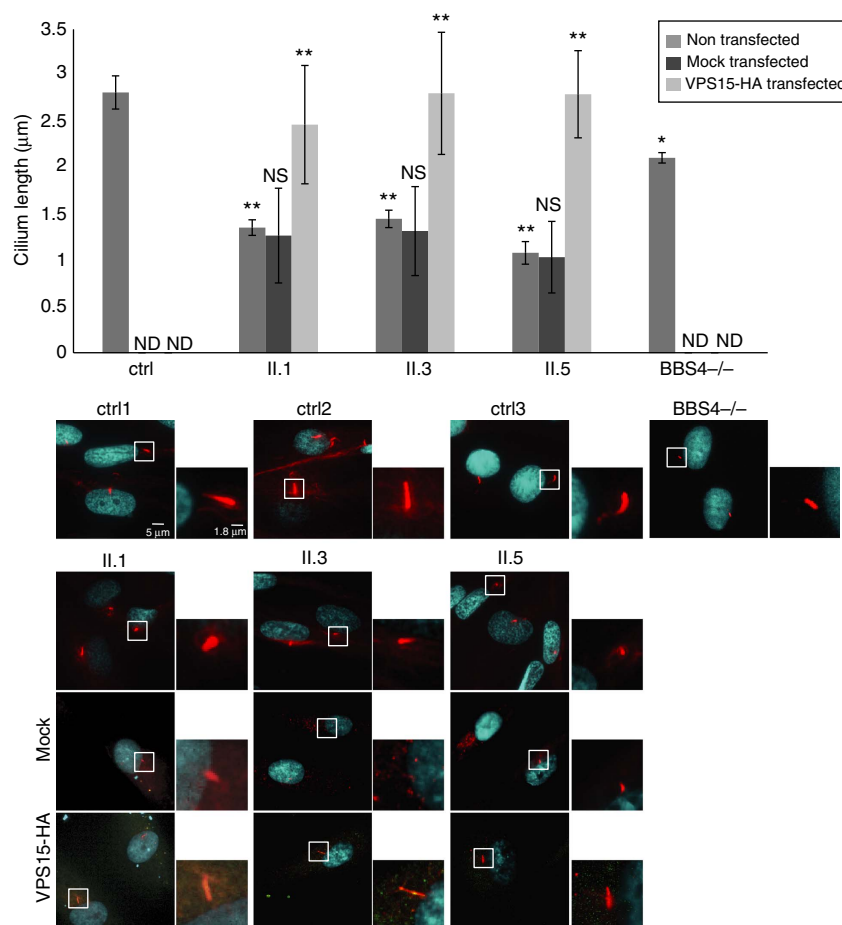 3.5
3
2.5
2
1.5
1
0.5
0
Cilium length (μm)
Non transfected
Mock transfected
VPS15-HA transfected
** ** ** *
NS NS NS
** ** **
ND ND ND ND
ctrl II.1 II.3 II.5 BBS4–/–
ctrl1 ctrl2 ctrl3 BBS4–/–
5 μm 1.8 μm
II.1 II.3 II.5
Mock
VPS15-HA